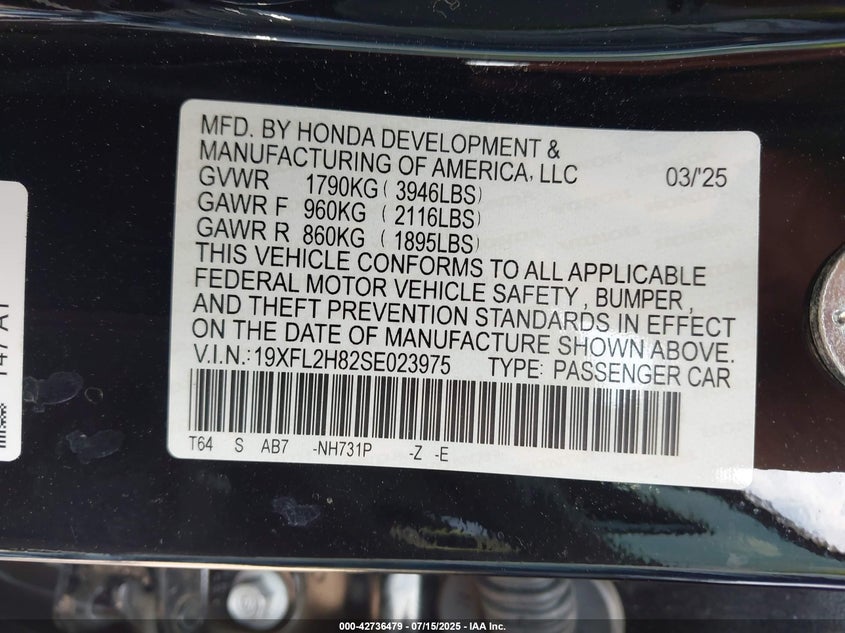 MFD. BY HONDA DEVELOPMENT &
MANUFACTURING OF AMERICA, LLC 03/'25
GVWR 1790KG ( 3946LBS)
GAWR F 960KG ( 2116LBS)
GAWR R 860KG ( 1895LBS)
THIS VEHICLE CONFORMS TO ALL APPLICABLE
FEDERAL MOTOR VEHICLE SAFETY , BUMPER ,
AND THEFT PREVENTION STANDARDS IN EFFECT
ON THE DATE OF MANUFACTURE SHOWN ABOVE.
V.I.N.: 19XFL2H82SE023975 TYPE: PASSENGER CAR
T64 S AB7 -NH731P -Z -E
000-42736479 - 07/15/2025 - IAA Inc.